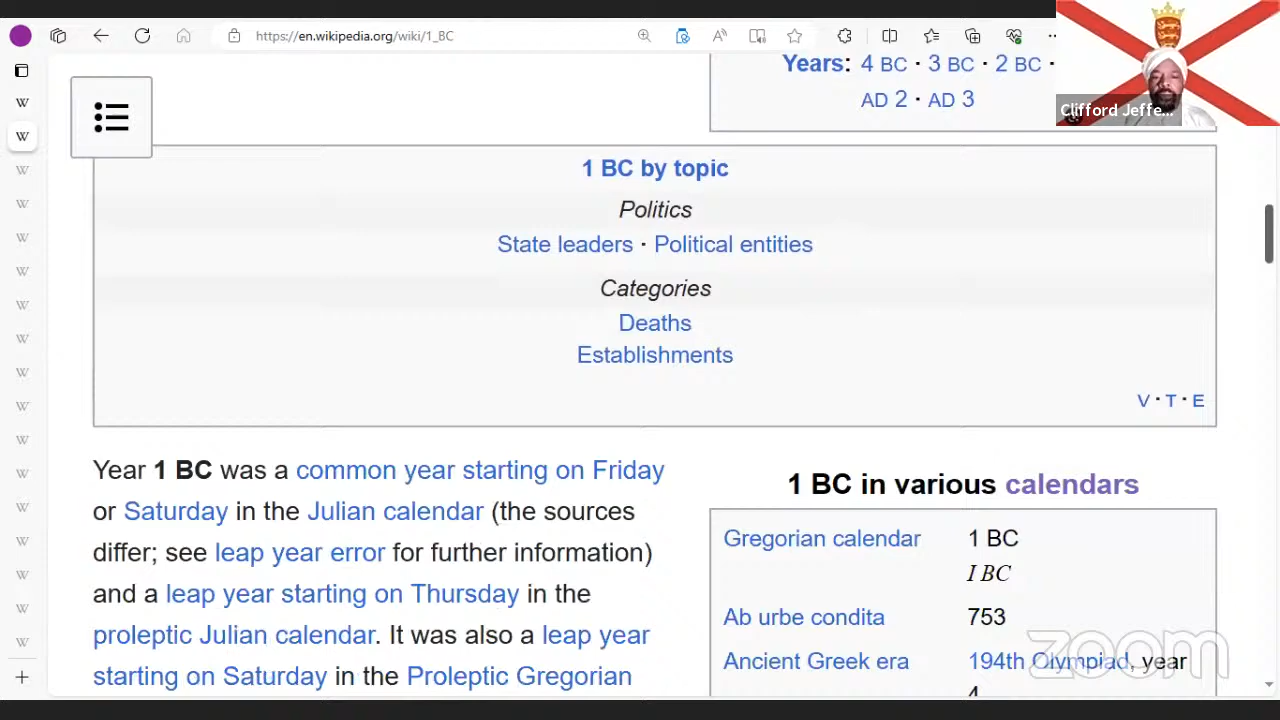 https://en.wikipedia.org/wiki/1_BC
Clifford Jeffe...
Years: 4 BC · 3 BC · 2 BC ·
AD 2 · AD 3
1 BC by topic
Politics
State leaders · Political entities
Categories
Deaths
Establishments
V · T · E
Year 1 BC was a common year starting on Friday
or Saturday in the Julian calendar (the sources
differ; see leap year error for further information)
and a leap year starting on Thursday in the
proleptic Julian calendar. It was also a leap year
starting on Saturday in the Proleptic Gregorian
1 BC in various calendars
Gregorian calendar 1 BC
I BC
Ab urbe condita 753
Ancient Greek era 194th Olympiad, year
4
zoom